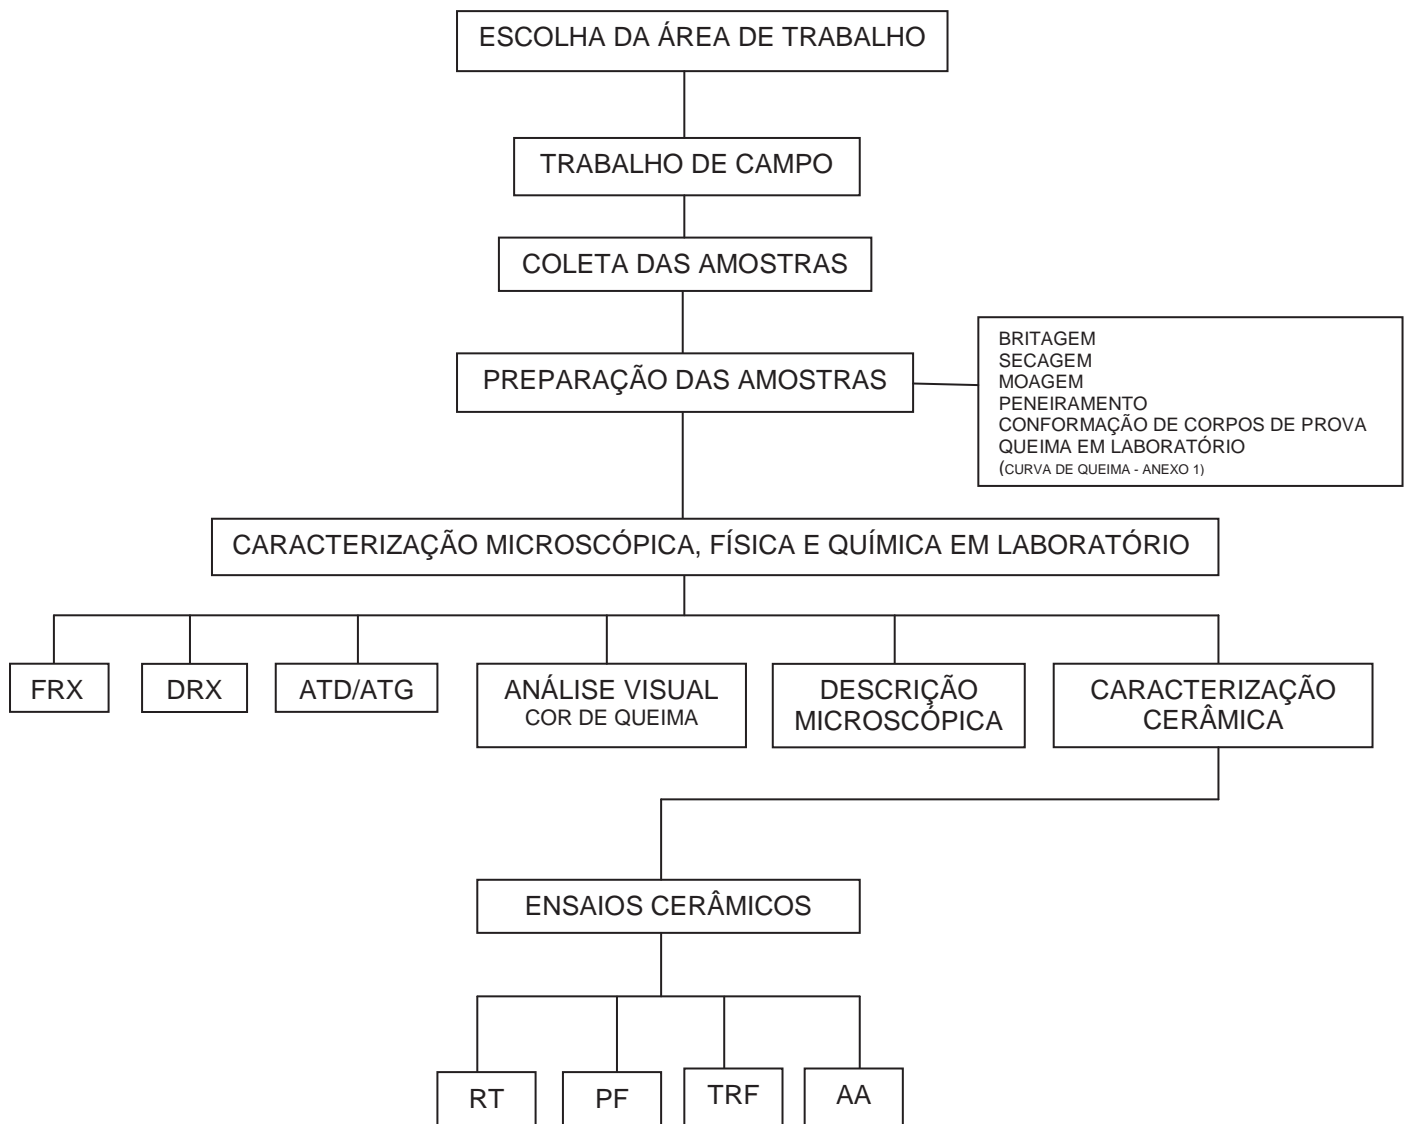 ESCOLHA DA ÁREA DE TRABALHO
TRABALHO DE CAMPO
COLETA DAS AMOSTRAS
PREPARAÇÃO DAS AMOSTRAS
BRITAGEM
SECAGEM
MOAGEM
PENEIRAMENTO
CONFORMAÇÃO DE CORPOS DE PROVA
QUEIMA EM LABORATÓRIO
(CURVA DE QUEIMA - ANEXO 1)
CARACTERIZAÇÃO MICROSCÓPICA, FÍSICA E QUÍMICA EM LABORATÓRIO
FRX
DRX
ATD/ATG
ANÁLISE VISUAL
COR DE QUEIMA
DESCRIÇÃO
MICROSCÓPICA
CARACTERIZAÇÃO
CERÂMICA
ENSAIOS CERÂMICOS
RT
PF
TRF
AA